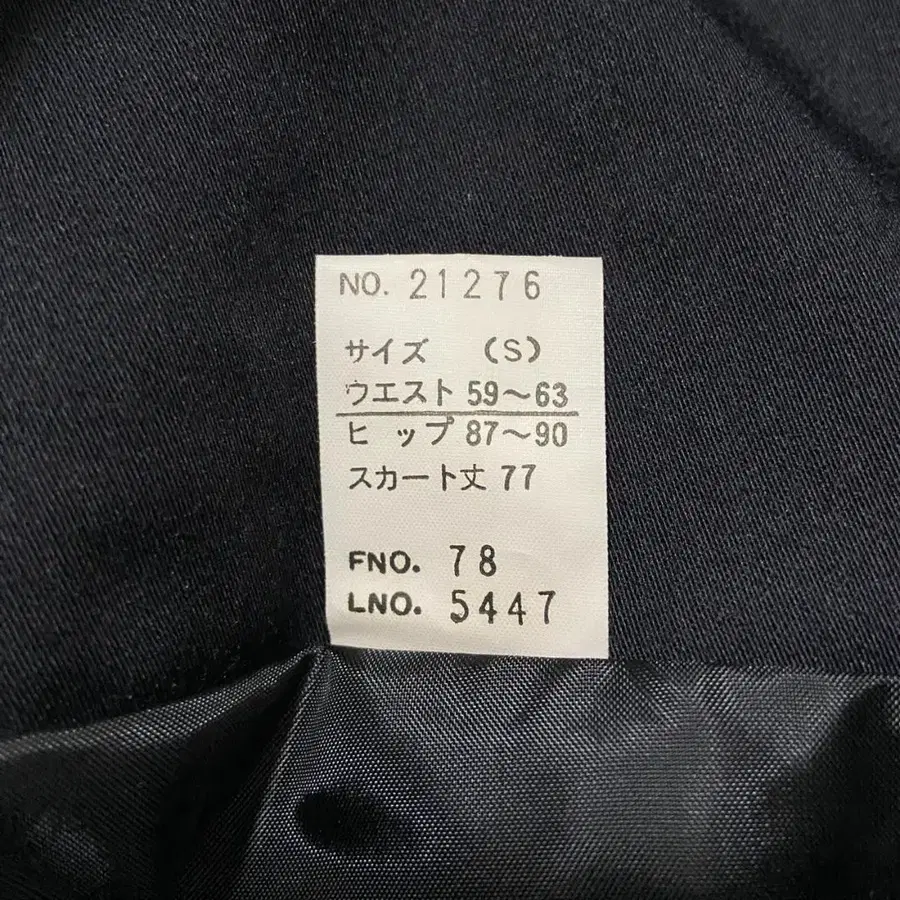 NO. 21276
サイズ (S)
ウエスト 59〜63
ヒップ 87〜90
スカート丈 77
FNO. 78
LNO. 5447